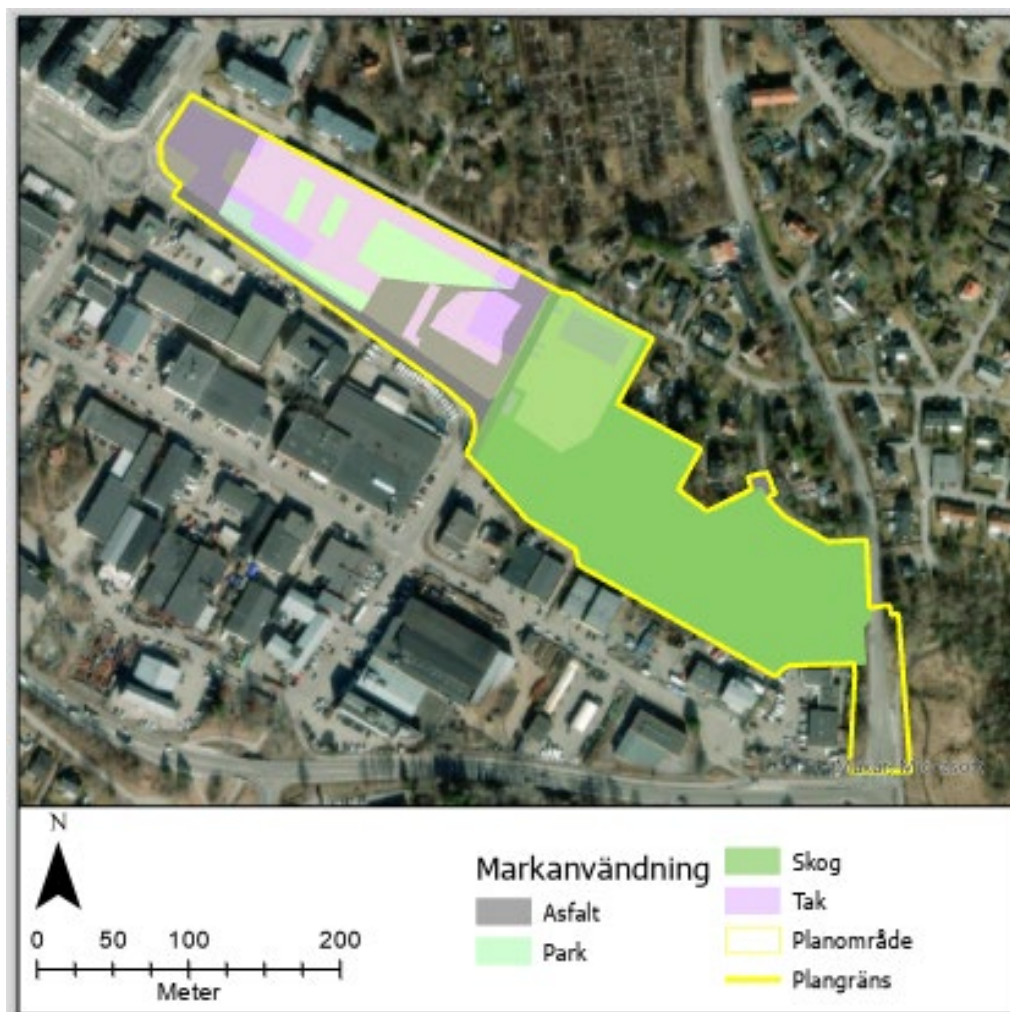 N
0 50 100 200
Meter
Markanvändning
Asfalt
Park
Skog
Tak
Planområde
Plangräns